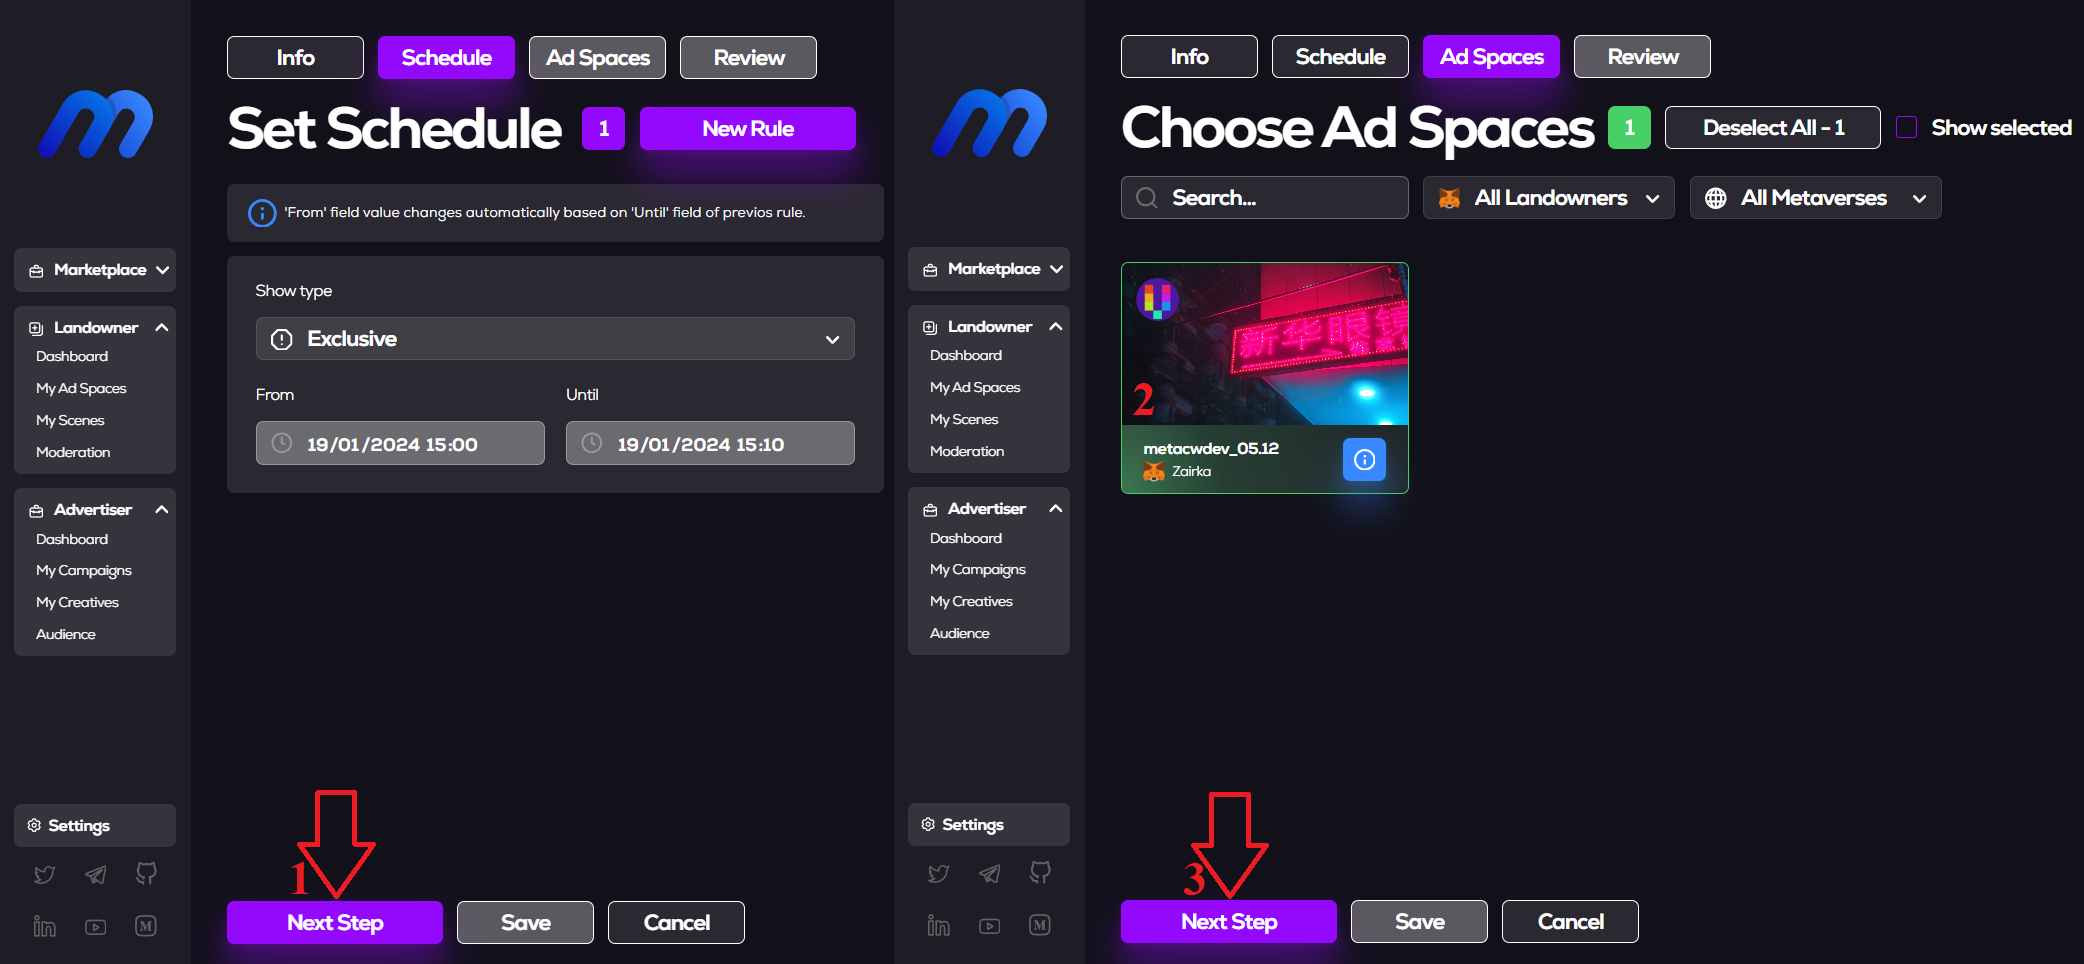 Info Schedule Ad Spaces Review
Set Schedule 1 New Rule
'From' field value changes automatically based on 'Until' field of previos rule.
Show type
Exclusive
From Until
19/01/2024 15:00 19/01/2024 15:10
Marketplace
Landowner
Dashboard
My Ad Spaces
My Scenes
Moderation
Advertiser
Dashboard
My Campaigns
My Creatives
Audience
Settings
1
Next Step Save Cancel
Info Schedule Ad Spaces Review
Choose Ad Spaces 1 Deselect All - 1 Show selected
Search... All Landowners All Metaverses
新华眼镜
2
metacwdev_05.12
Zairka
Marketplace
Landowner
Dashboard
My Ad Spaces
My Scenes
Moderation
Advertiser
Dashboard
My Campaigns
My Creatives
Audience
Settings
3
Next Step Save Cancel